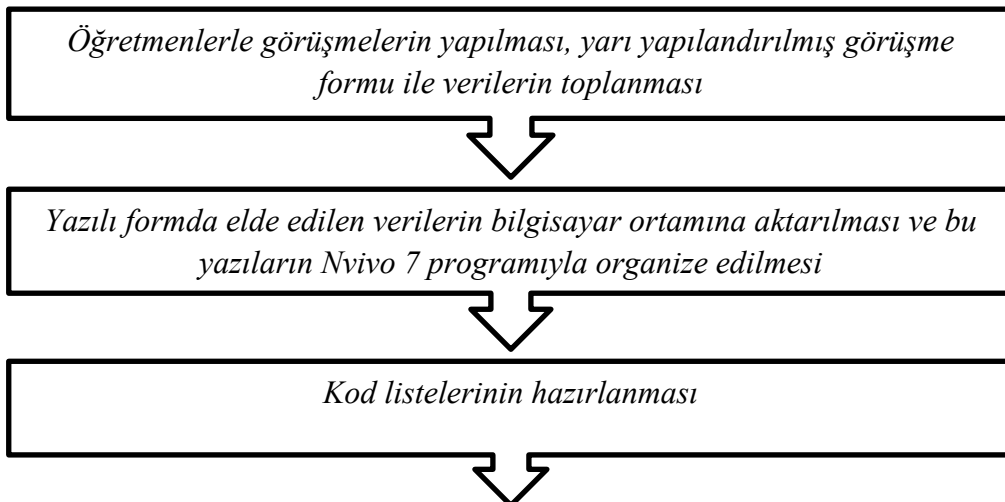 Öğretmenlerle görüşmelerin yapılması, yarı yapılandırılmış görüşme
formu ile verilerin toplanması
Yazılı formda elde edilen verilerin bilgisayar ortamına aktarılması ve bu
yazıların Nvivo 7 programıyla organize edilmesi
Kod listelerinin hazırlanması